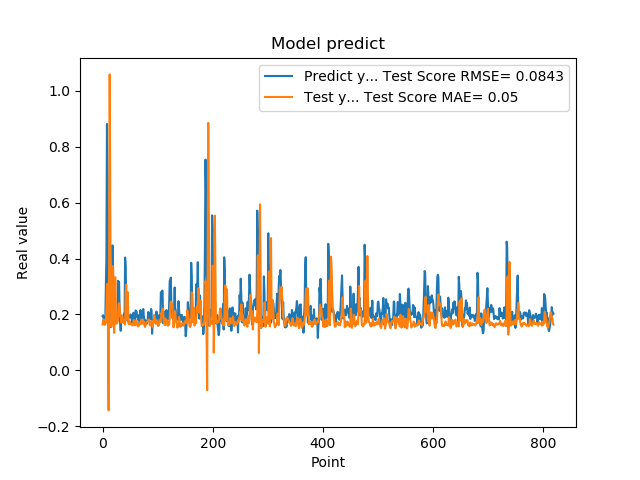 Model predict
Predict y... Test Score RMSE= 0.0843
Test y... Test Score MAE= 0.05
Real value
1.0
0.8
0.6
0.4
0.2
0.0
−0.2
0 200 400 600 800
Point